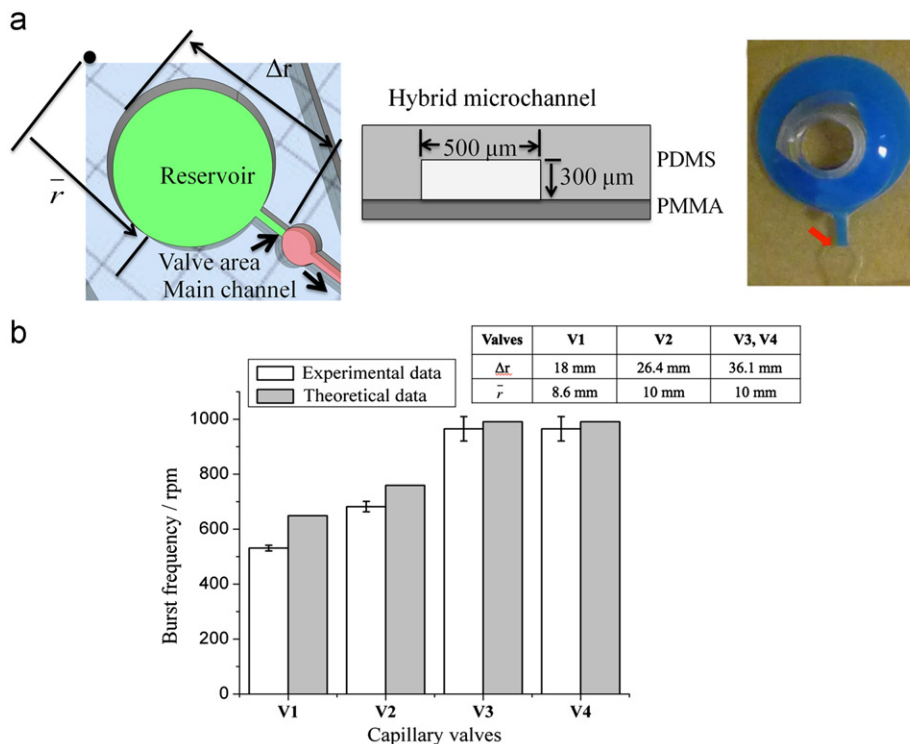 a
Δr
r̅
Reservoir
Valve area
Main channel
Hybrid microchannel
500 μm
300 μm
PDMS
PMMA
b
Valves V1 V2 V3, V4
Δr 18 mm 26.4 mm 36.1 mm
r̅ 8.6 mm 10 mm 10 mm
Experimental data
Theoretical data
Burst frequency / rpm
1000
800
600
400
200
0
V1 V2 V3 V4
Capillary valves